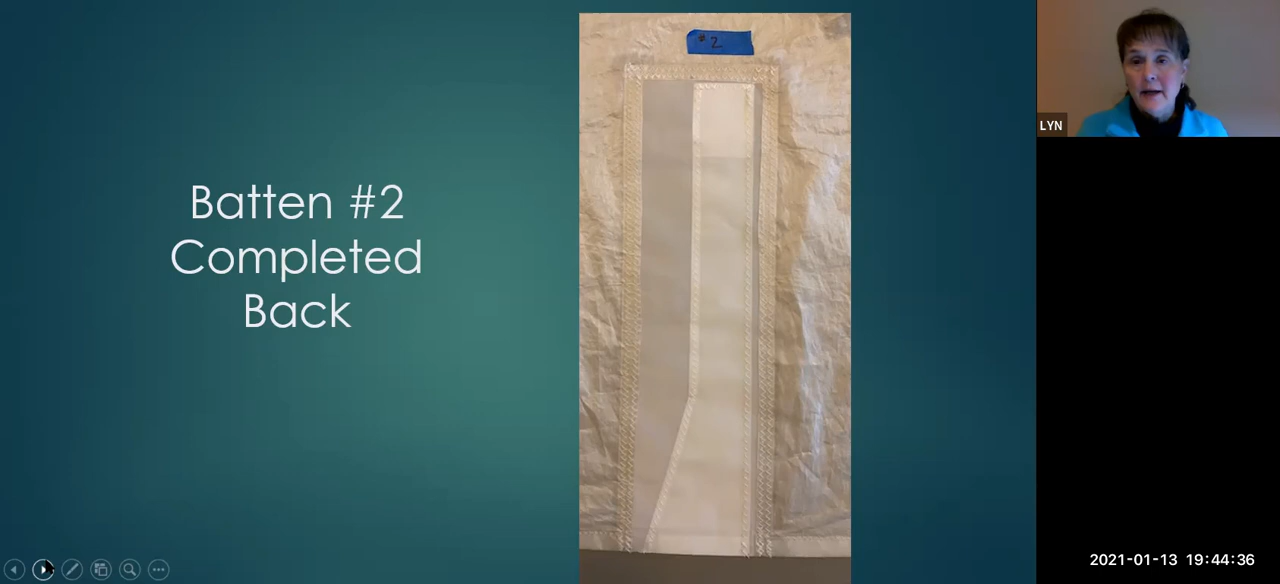 #2
Batten #2
Completed
Back
LYN
2021-01-13 19:44:36